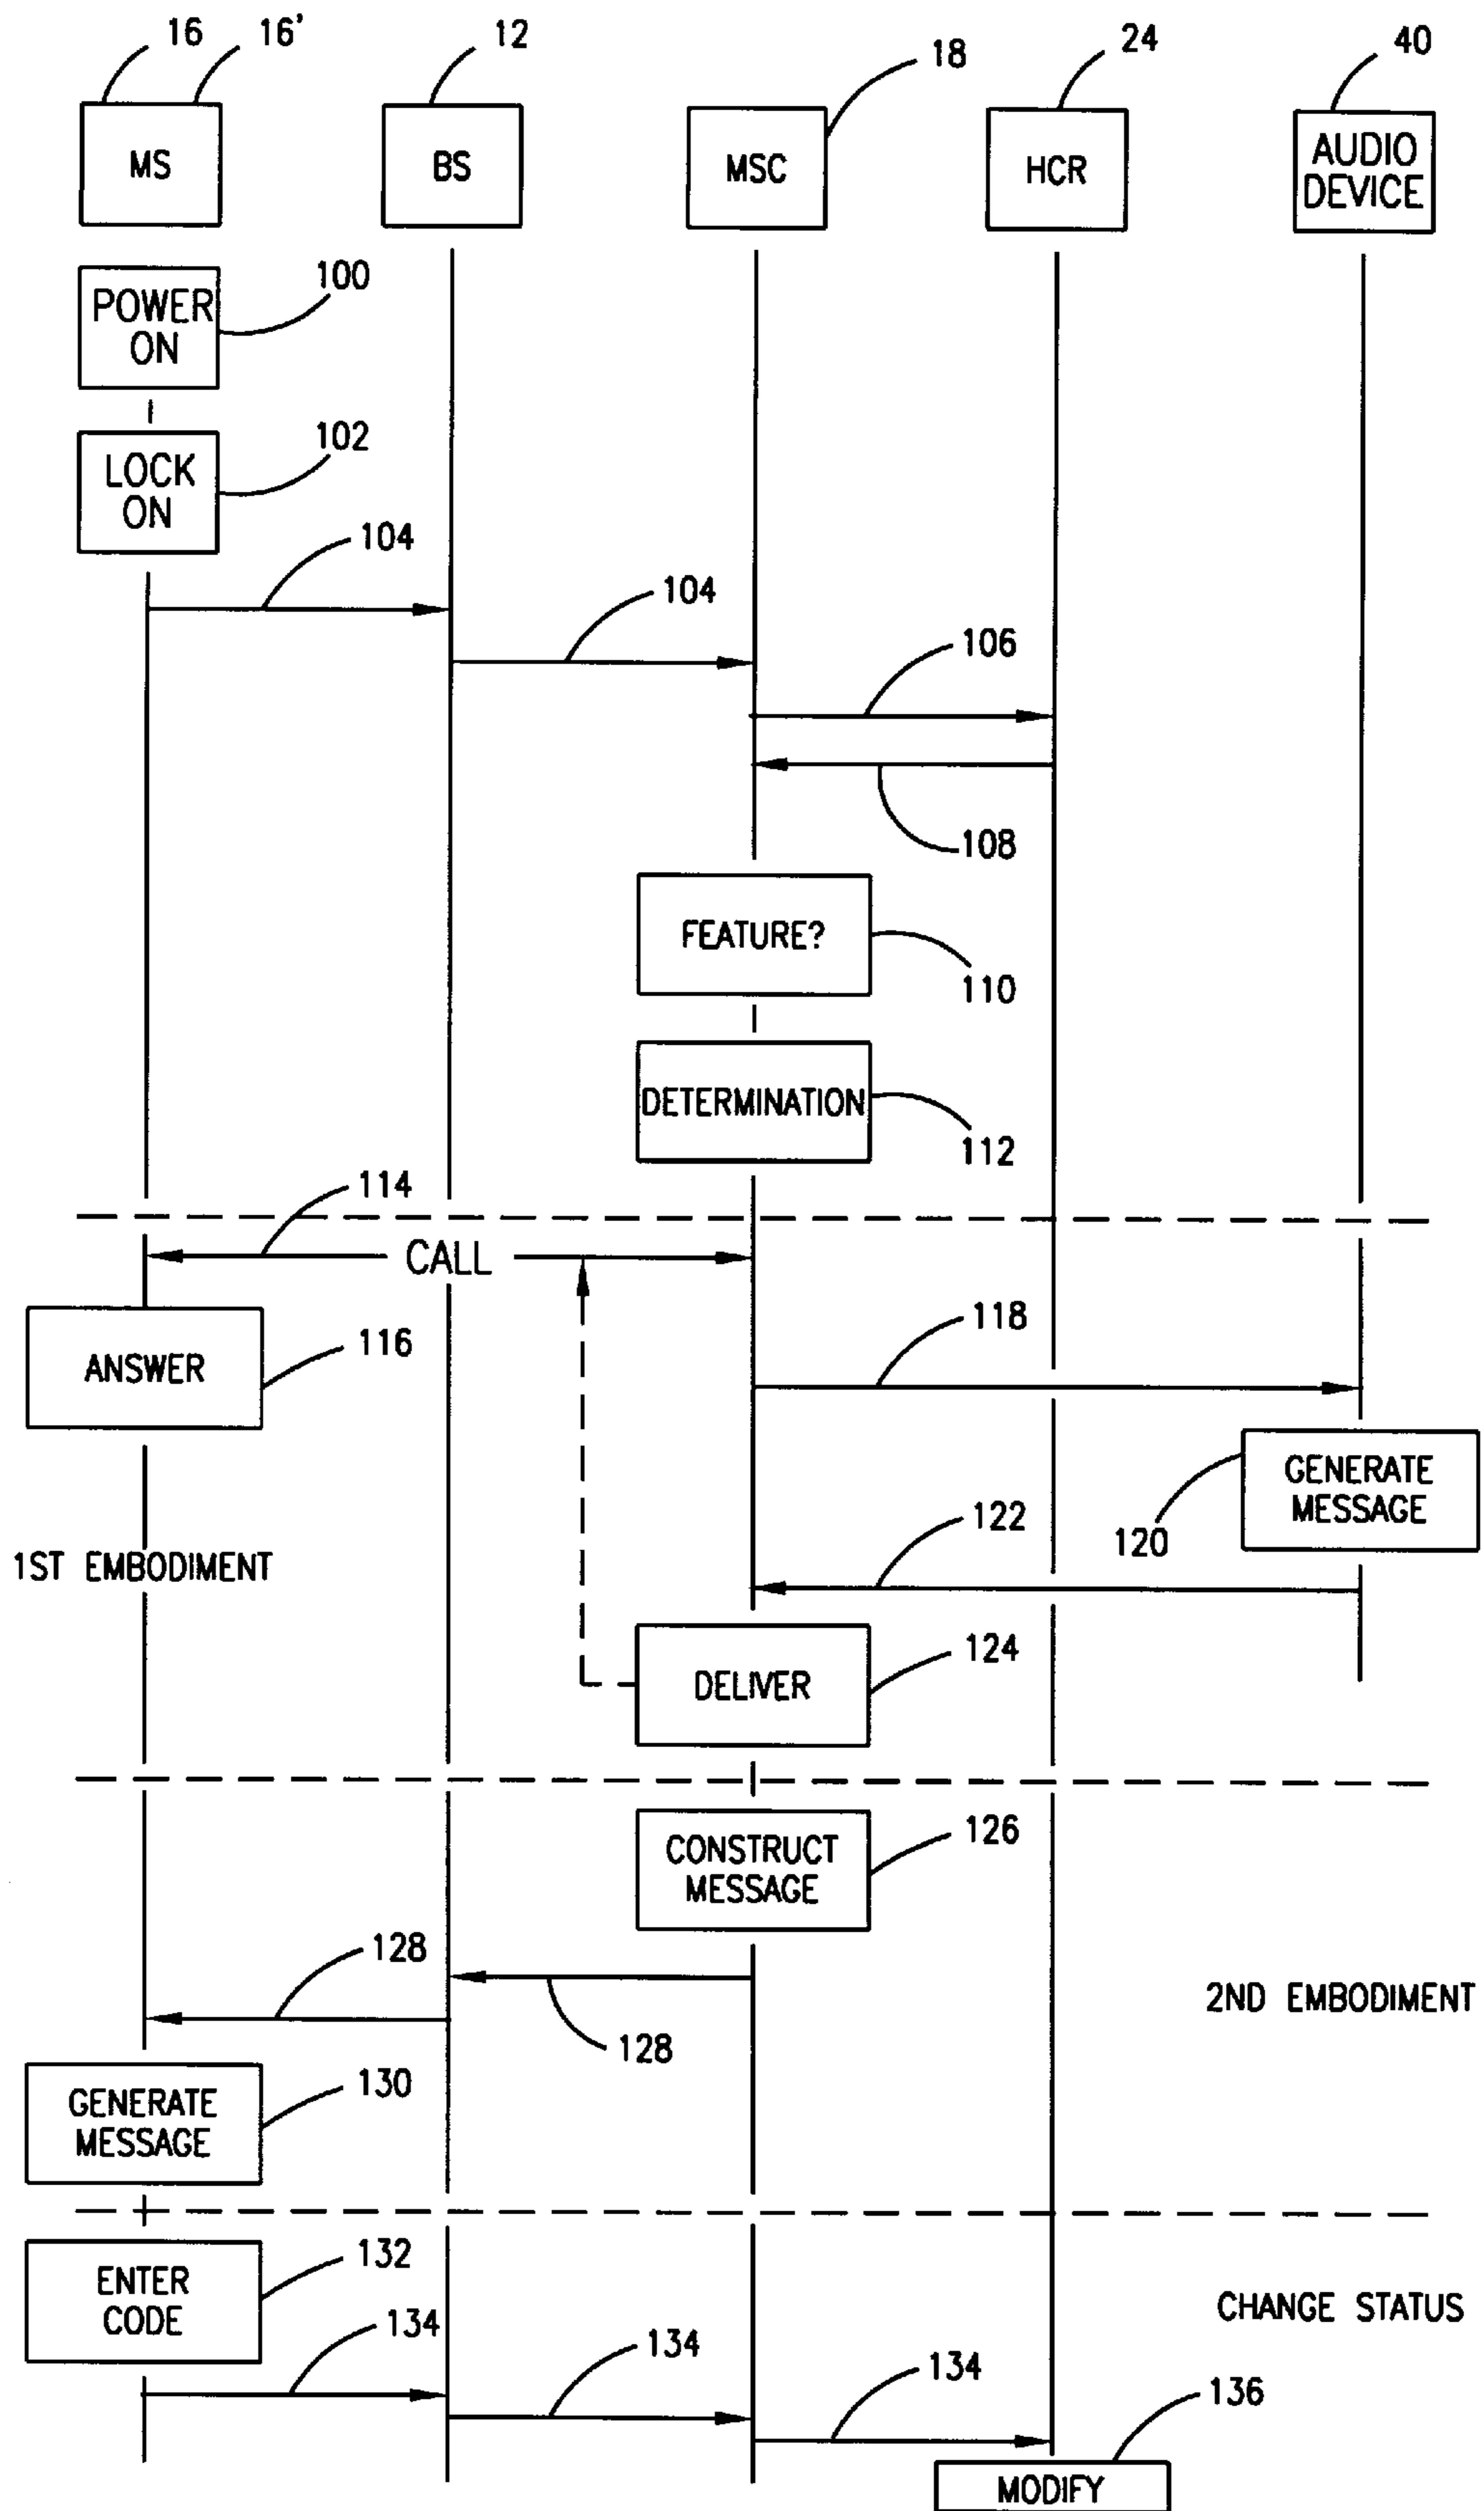 16
16'
12
18
24
40
MS
BS
MSC
HCR
AUDIO
DEVICE
100
POWER
ON
102
LOCK
ON
104
104
106
108
FEATURE?
110
DETERMINATION
112
114
CALL
118
116
ANSWER
GENERATE
MESSAGE
120
122
1ST EMBODIMENT
124
DELIVER
126
CONSTRUCT
MESSAGE
128
128
2ND EMBODIMENT
130
GENERATE
MESSAGE
132
ENTER
CODE
CHANGE STATUS
134
134
134
136
MODIFY